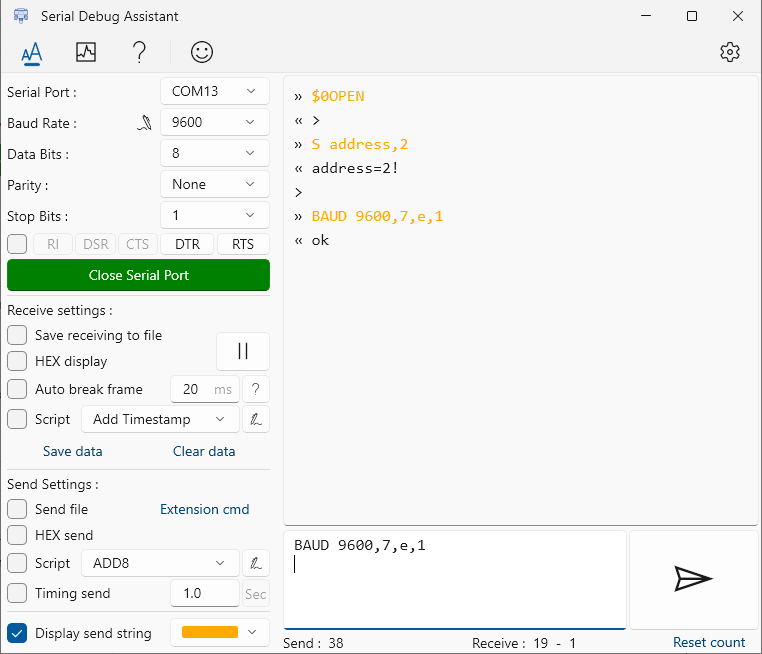 Serial Debug Assistant
AA
Serial Port :
COM13
Baud Rate :
9600
Data Bits :
8
Parity :
None
Stop Bits :
1
RI DSR CTS DTR RTS
Close Serial Port
Receive settings :
Save receiving to file
HEX display
Auto break frame
20 ms ?
Script Add Timestamp
Save data Clear data
Send Settings :
Send file Extension cmd
HEX send
Script ADD8
Timing send 1.0 Sec
Display send string
» $0OPEN
« >
» S address,2
« address=2!
>
» BAUD 9600,7,e,1
« ok
BAUD 9600,7,e,1
Send : 38 Receive : 19 - 1 Reset count